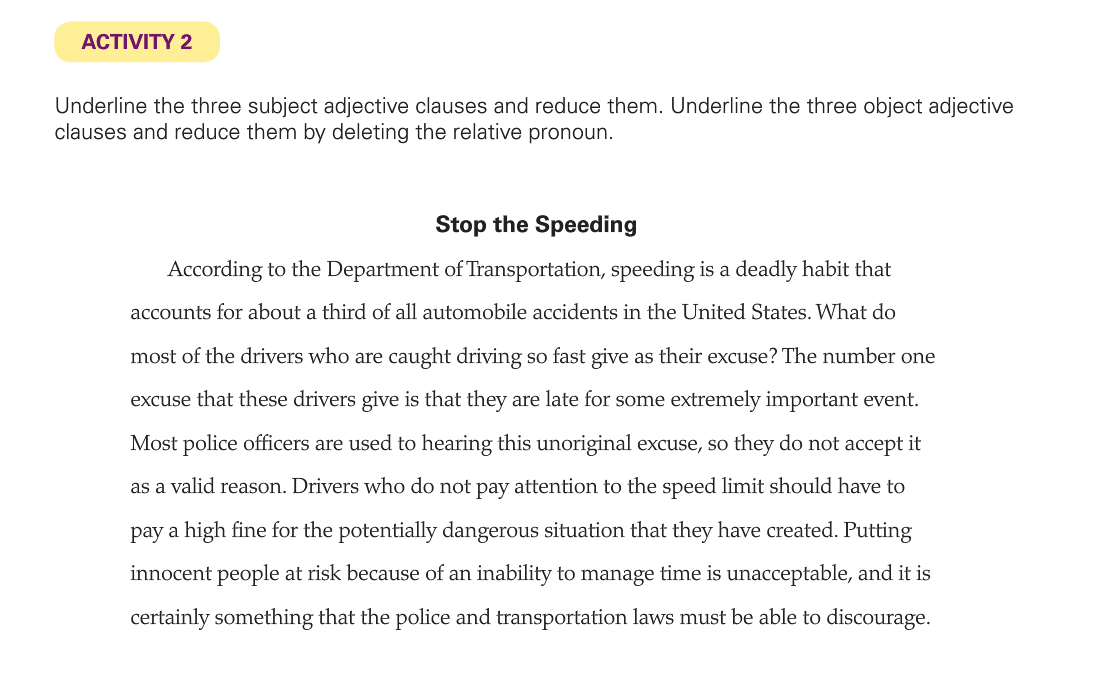 ACTIVITY 2
Underline the three subject adjective clauses and reduce them. Underline the three object adjective
clauses and reduce them by deleting the relative pronoun.
Stop the Speeding
According to the Department of Transportation, speeding is a deadly habit that
accounts for about a third of all automobile accidents in the United States. What do
most of the drivers who are caught driving so fast give as their excuse? The number one
excuse that these drivers give is that they are late for some extremely important event.
Most police officers are used to hearing this unoriginal excuse, so they do not accept it
as a valid reason. Drivers who do not pay attention to the speed limit should have to
pay a high fine for the potentially dangerous situation that they have created. Putting
innocent people at risk because of an inability to manage time is unacceptable, and it is
certainly something that the police and transportation laws must be able to discourage.